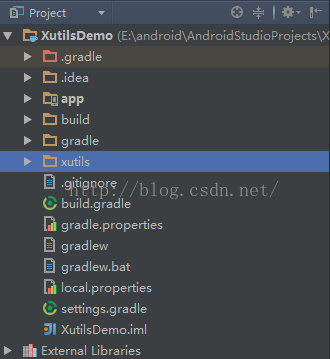 Project
XutilsDemo (E:\android\AndroidStudioProjects\X
.gradle
.idea
app
build
gradle
xutils
.gitignore
http://blog.csdn.net/
build.gradle
gradle.properties
gradlew
gradlew.bat
local.properties
settings.gradle
XutilsDemo.iml
External Libraries